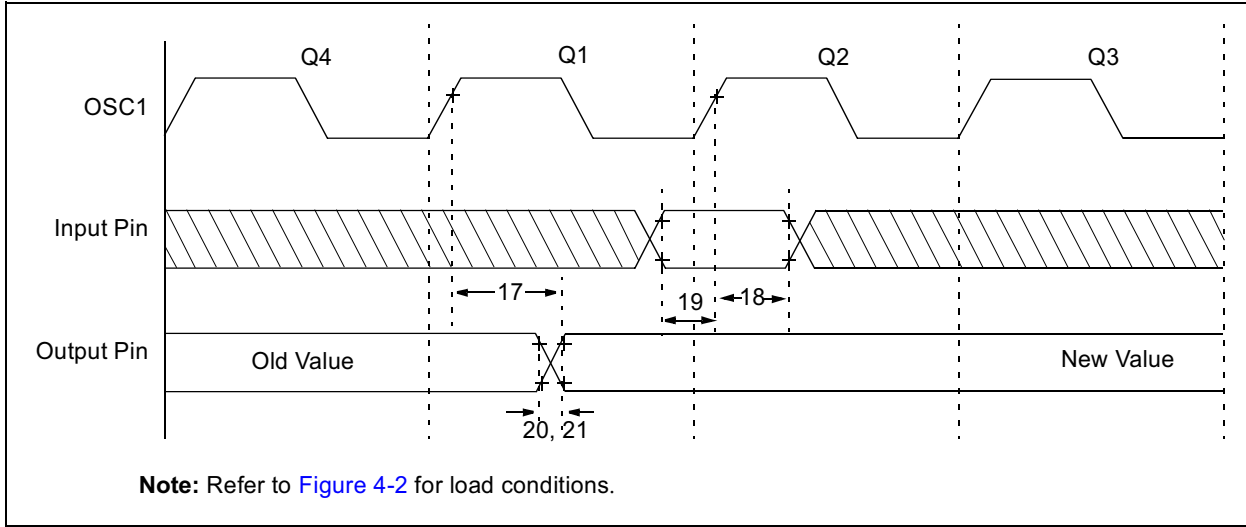 Q4 Q1 Q2 Q3
OSC1
Input Pin
17 19 18
Output Pin
Old Value New Value
20, 21
Note: Refer to Figure 4-2 for load conditions.